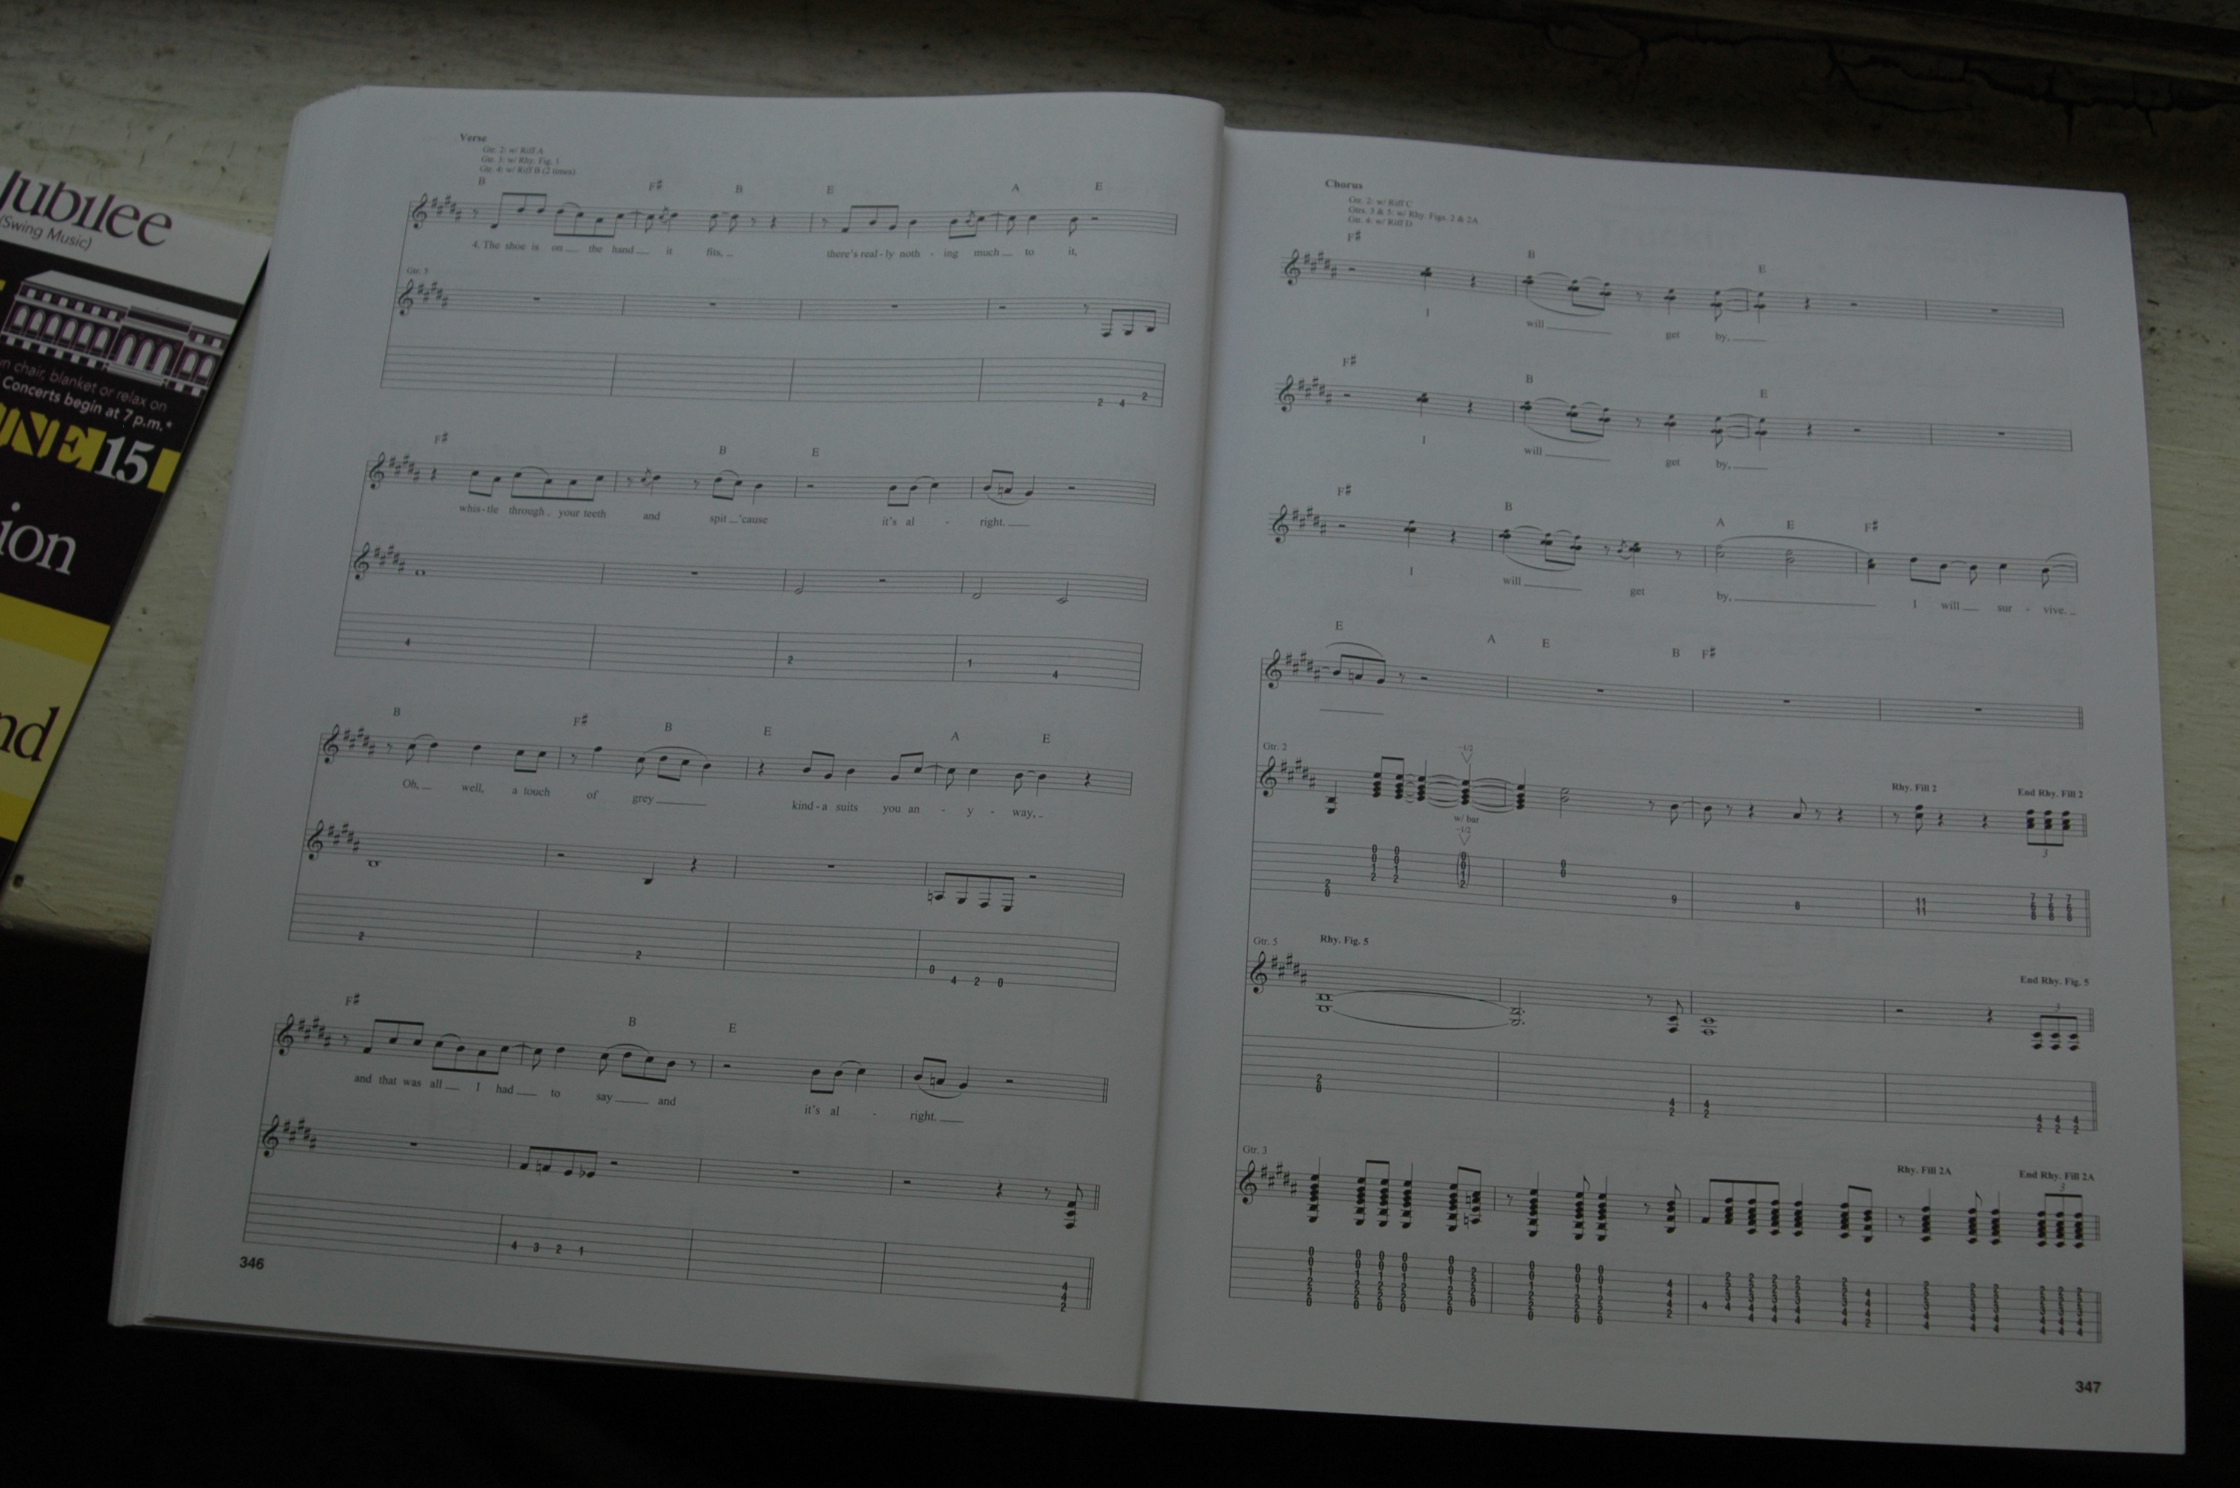 Jubilee
(Swing Music)
n chair, blanket or relax on
Concerts begin at 7 p.m.*
UNE 15
ion
nd
Verse
Gtr. 2: w/ Riff A
Gtr. 3: w/ Rhy. Fig. 1
Gtr. 4: w/ Riff B (2 times)
B F# B E A E
4. The shoe is on the hand it fits, there's real - ly noth - ing much to it,
Gtr. 5
2 4 2
F# B E
whis - tle through your teeth and spit 'cause it's al - right.
4 2 1 4
B F# B E A E
Oh, well, a touch of grey kind - a suits you an - y - way,
2 2 0 4 2 0
F# B E
and that was all I had to say and it's al - right.
4 3 2 1 4 4 2
346
Chorus
Gtr. 2: w/ Riff C
Gtrs. 3 & 5: w/ Rhy. Figs. 2 & 2A
Gtr. 4: w/ Riff D
F# B E
I will get by,
F# B E
I will get by,
F# B A E F#
I will get by, I will sur - vive.
E A E B F#
Gtr. 2
-1/2
Rhy. Fill 2 End Rhy. Fill 2
w/ bar
-1/2
3
Gtr. 5 Rhy. Fig. 5
End Rhy. Fig. 5
3
Gtr. 3
Rhy. Fill 2A End Rhy. Fill 2A
3
347